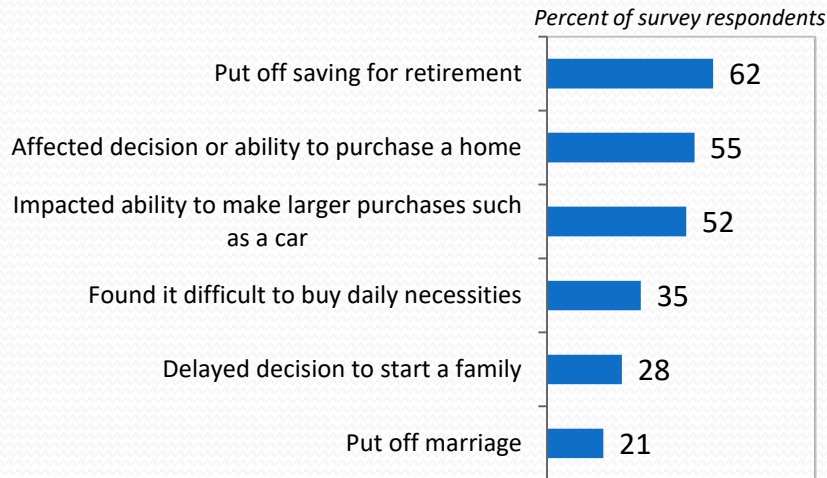 Percent of survey respondents
Put off saving for retirement 62
Affected decision or ability to purchase a home 55
Impacted ability to make larger purchases such
as a car 52
Found it difficult to buy daily necessities 35
Delayed decision to start a family 28
Put off marriage 21